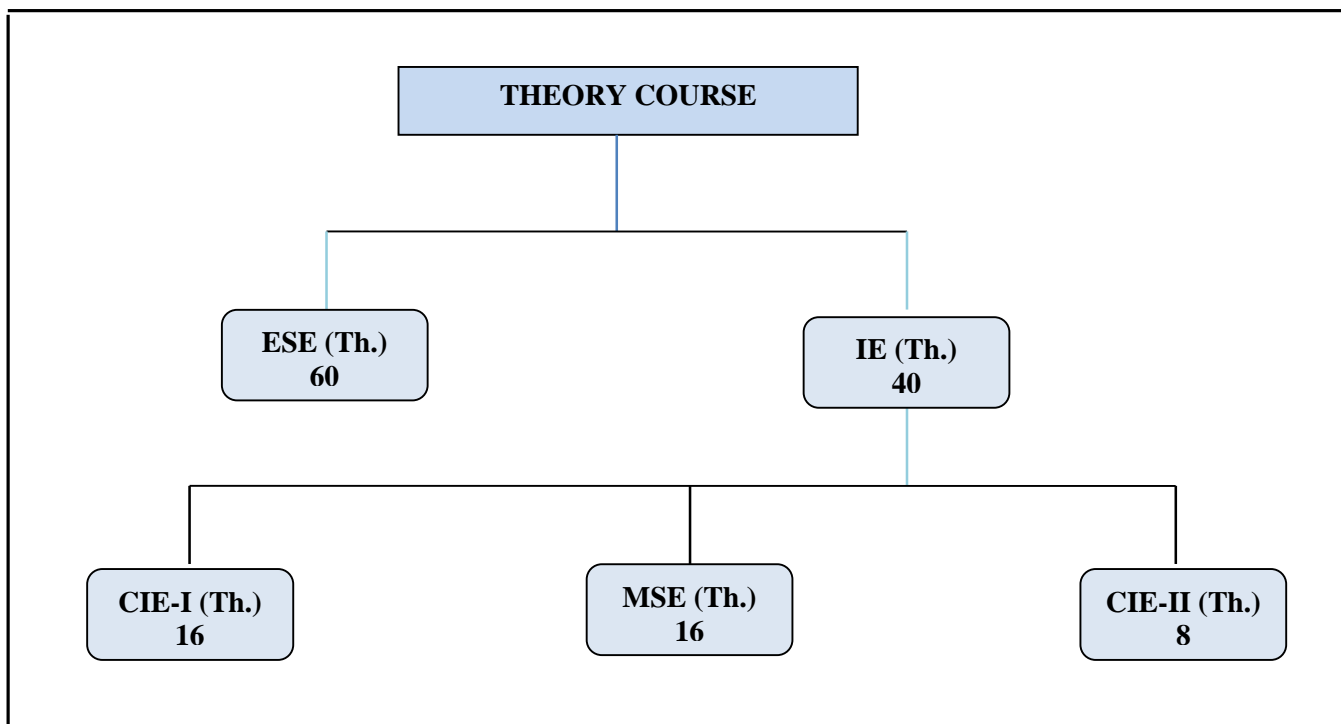 THEORY COURSE
ESE (Th.)
60
IE (Th.)
40
CIE-I (Th.)
16
MSE (Th.)
16
CIE-II (Th.)
8